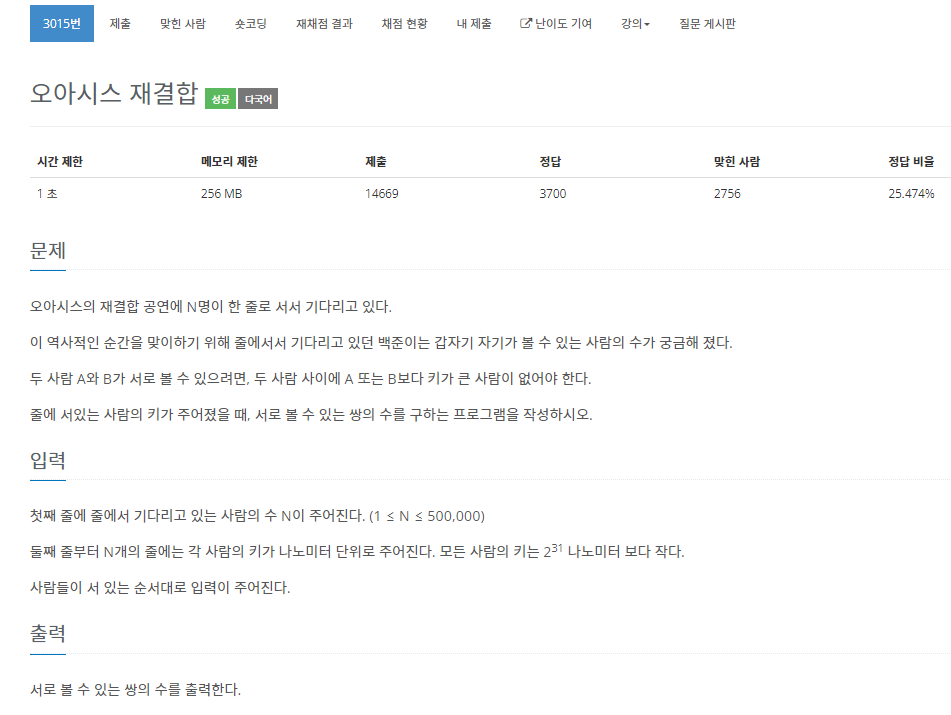 3015번 제출 맞힌 사람 숏코딩 재채점 결과 채점 현황 내 제출 난이도 기여 강의 질문 게시판
오아시스 재결합 성공 다국어
시간 제한 메모리 제한 제출 정답 맞힌 사람 정답 비율
1 초 256 MB 14669 3700 2756 25.474%
문제
오아시스의 재결합 공연에 N명이 한 줄로 서서 기다리고 있다.
이 역사적인 순간을 맞이하기 위해 줄에서서 기다리고 있던 백준이는 갑자기 자기가 볼 수 있는 사람의 수가 궁금해 졌다.
두 사람 A와 B가 서로 볼 수 있으려면, 두 사람 사이에 A 또는 B보다 키가 큰 사람이 없어야 한다.
줄에 서있는 사람의 키가 주어졌을 때, 서로 볼 수 있는 쌍의 수를 구하는 프로그램을 작성하시오.
입력
첫째 줄에 줄에서 기다리고 있는 사람의 수 N이 주어진다. (1 ≤ N ≤ 500,000)
둘째 줄부터 N개의 줄에는 각 사람의 키가 나노미터 단위로 주어진다. 모든 사람의 키는 2³¹ 나노미터 보다 작다.
사람들이 서 있는 순서대로 입력이 주어진다.
출력
서로 볼 수 있는 쌍의 수를 출력한다.